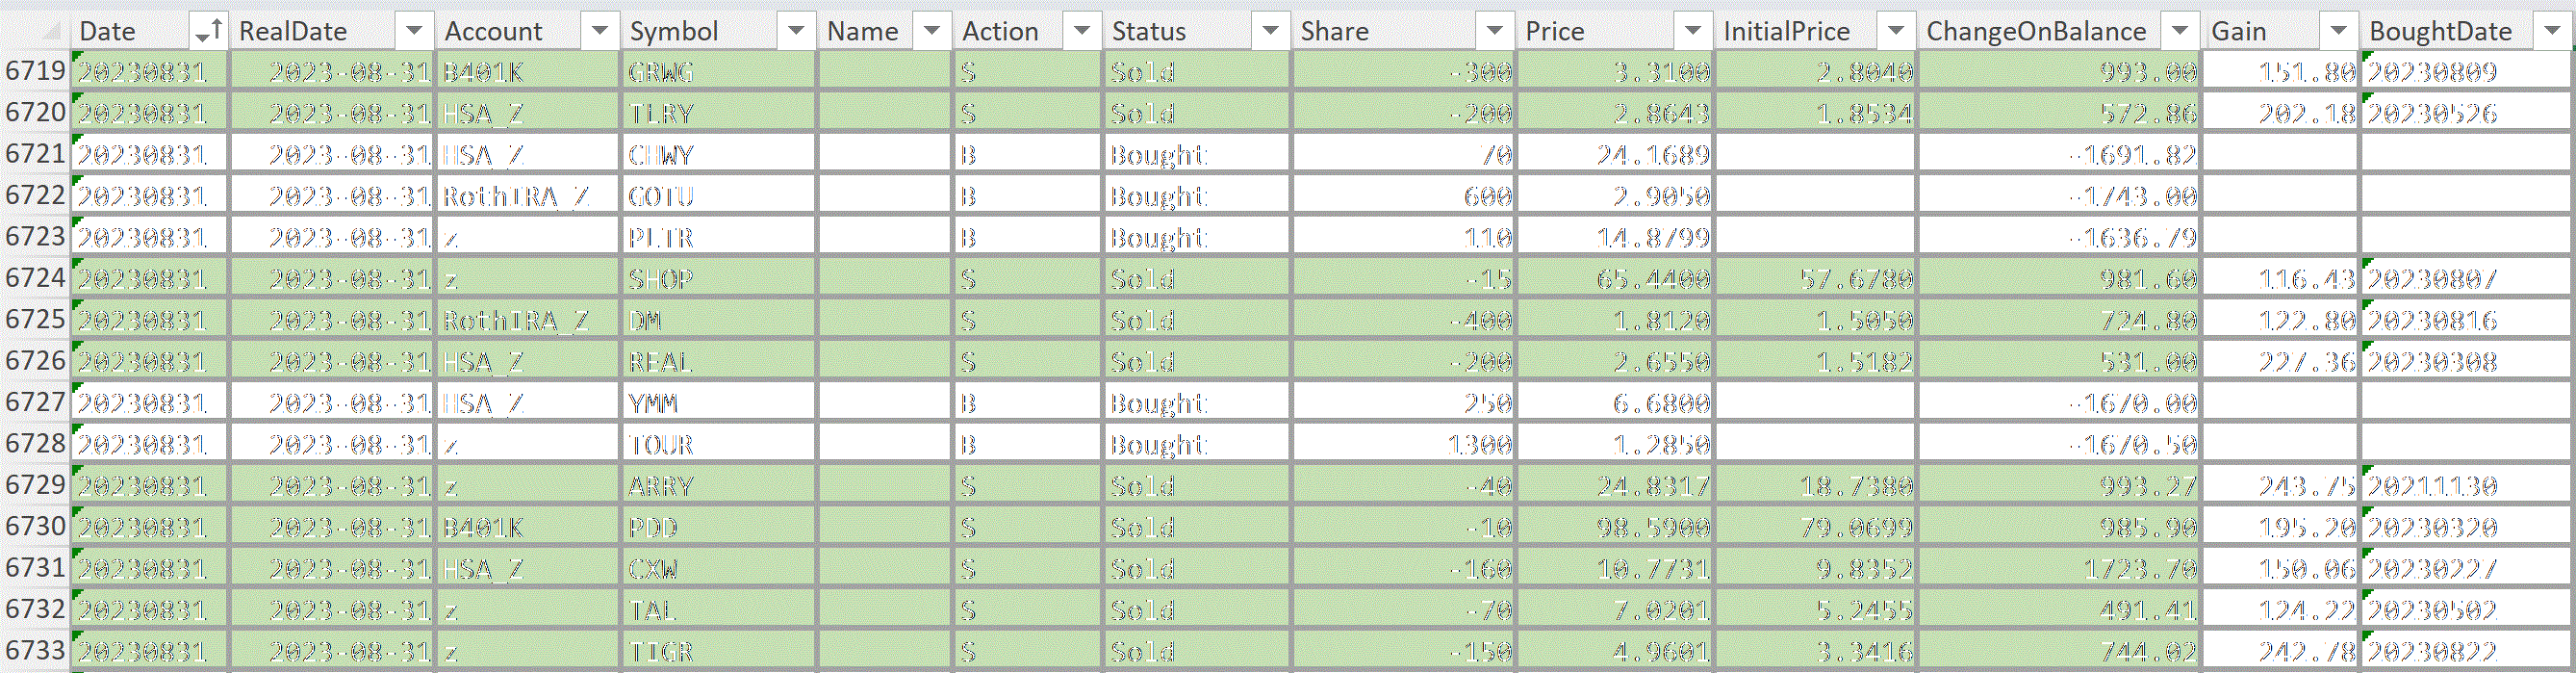 Date RealDate Account Symbol Name Action Status Share Price InitialPrice ChangeOnBalance Gain BoughtDate
6719 20230831 2023-08-31 B401K GRWG S Sold -300 3.3100 2.8040 993.00 151.80 20230809
6720 20230831 2023-08-31 HSA_Z TLRY S Sold -200 2.8643 1.8534 572.86 202.18 20230526
6721 20230831 2023-08-31 HSA_Z CHWY B Bought 70 24.1689 -1691.82
6722 20230831 2023-08-31 RothIRA_Z GOTU B Bought 600 2.9050 -1743.00
6723 20230831 2023-08-31 z PLTR B Bought 110 14.8799 -1636.79
6724 20230831 2023-08-31 z SHOP S Sold -15 65.4400 57.6780 981.60 116.43 20230807
6725 20230831 2023-08-31 RothIRA_Z DM S Sold -400 1.8120 1.5050 724.80 122.80 20230816
6726 20230831 2023-08-31 HSA_Z REAL S Sold -200 2.6550 1.5182 531.00 227.36 20230308
6727 20230831 2023-08-31 HSA_Z YMM B Bought 250 6.6800 -1670.00
6728 20230831 2023-08-31 z TOUR B Bought 1300 1.2850 -1670.50
6729 20230831 2023-08-31 z ARRY S Sold -40 24.8317 18.7380 993.27 243.75 20211130
6730 20230831 2023-08-31 B401K PDD S Sold -10 98.5900 79.0699 985.90 195.20 20230320
6731 20230831 2023-08-31 HSA_Z CXW S Sold -160 10.7731 9.8352 1723.70 150.06 20230227
6732 20230831 2023-08-31 z TAL S Sold -70 7.0201 5.2455 491.41 124.22 20230502
6733 20230831 2023-08-31 z TIGR S Sold -150 4.9601 3.3416 744.02 242.78 20230822